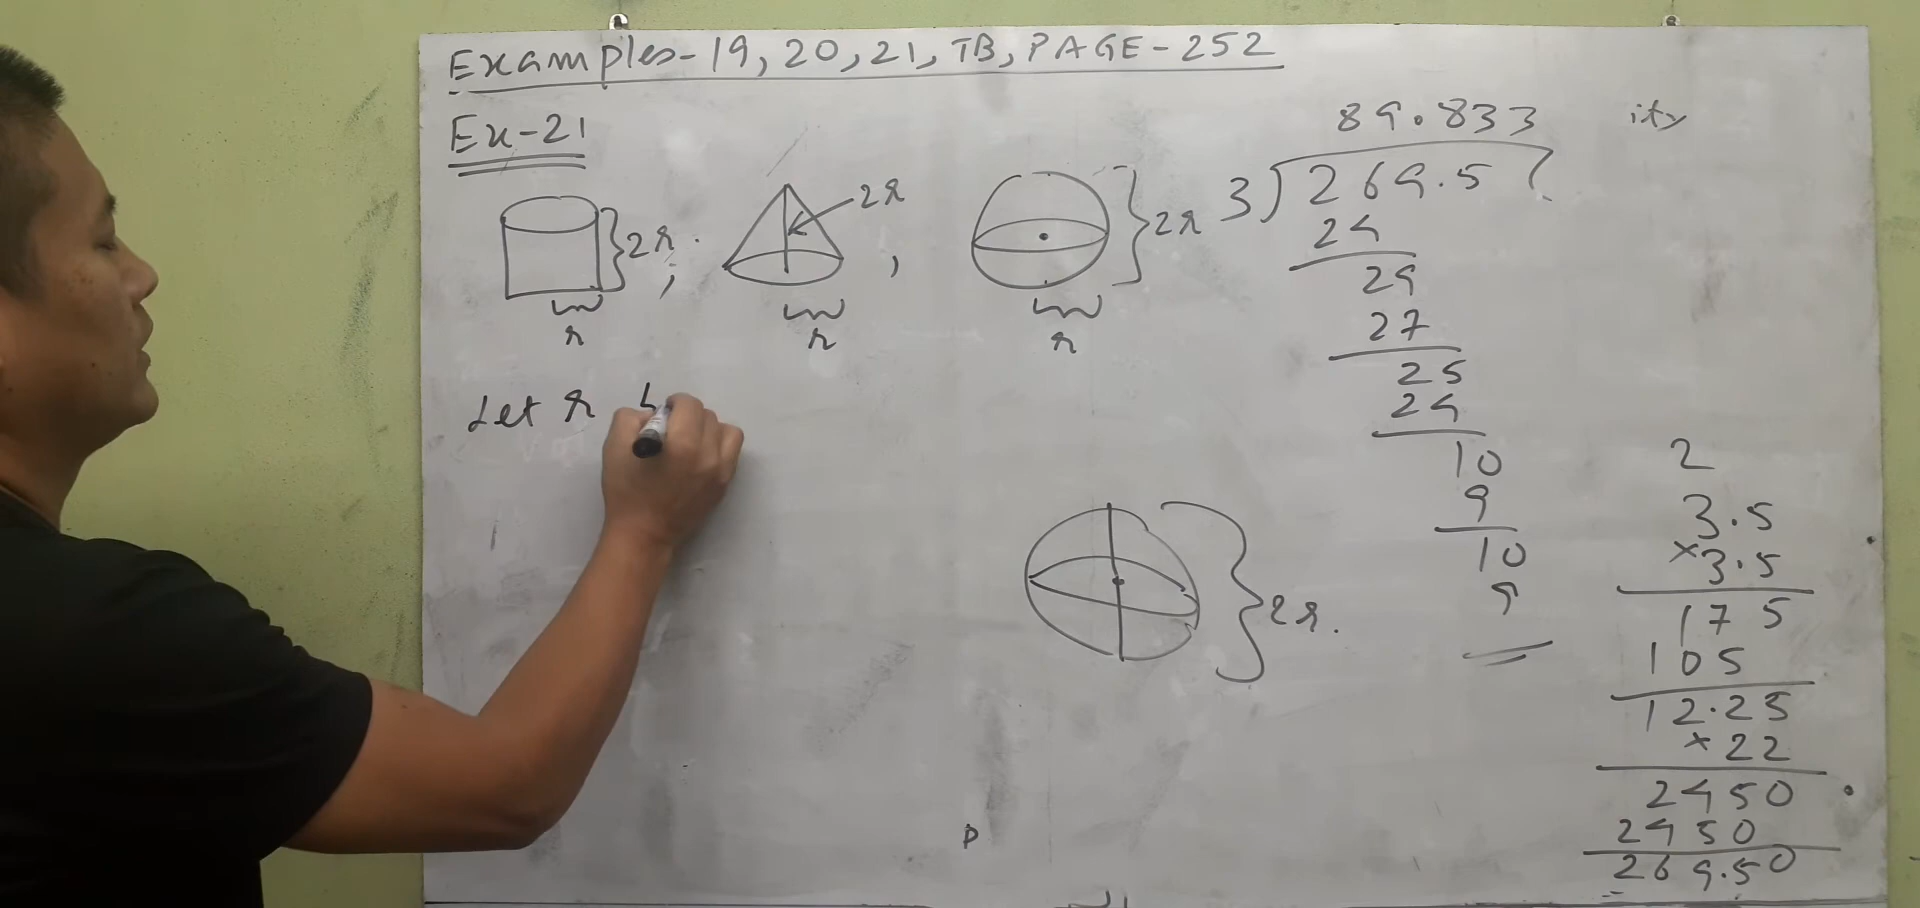 Examples-19, 20, 21, TB, PAGE-252
Ex-21
2r.
;
r
2r
,
r
2r
r
Let r b
2r.
P
89.833
3)269.5(
24
29
27
25
24
10
9
10
9
2
3.5
×3.5
175
105
12.25
×22
2450
2450
269.50